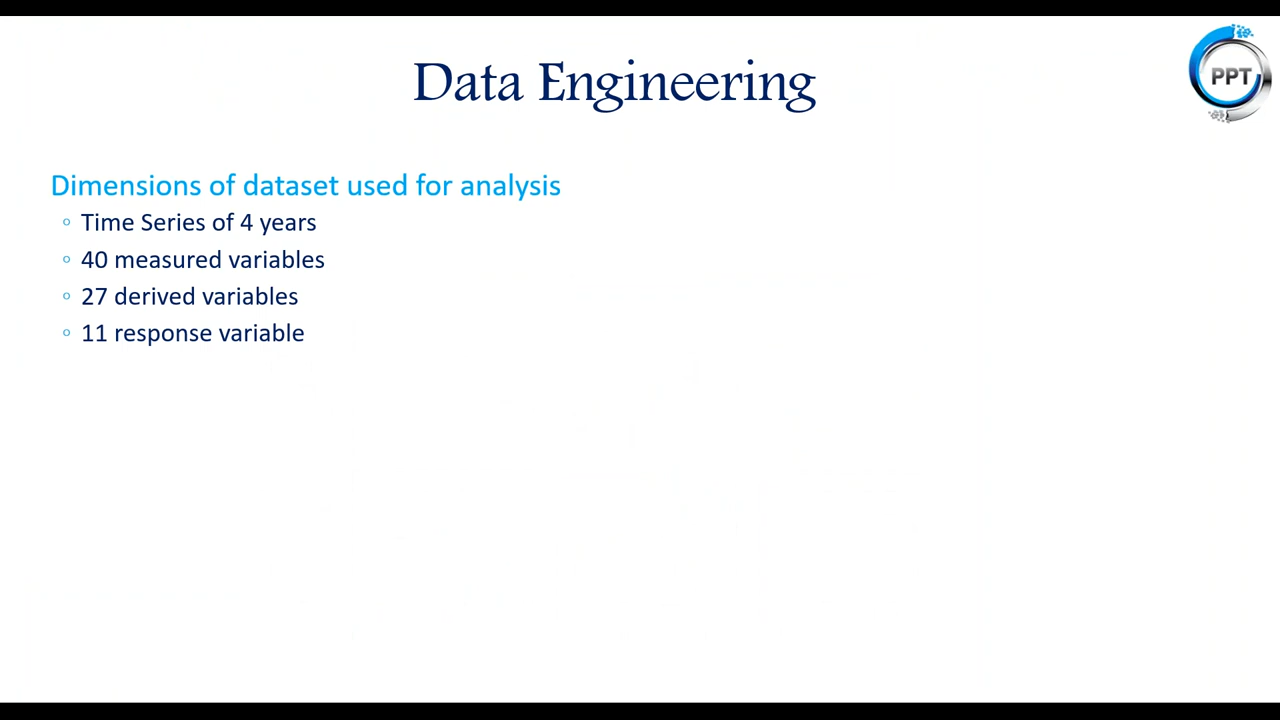 Data Engineering
PPT
Dimensions of dataset used for analysis
Time Series of 4 years
40 measured variables
27 derived variables
11 response variable